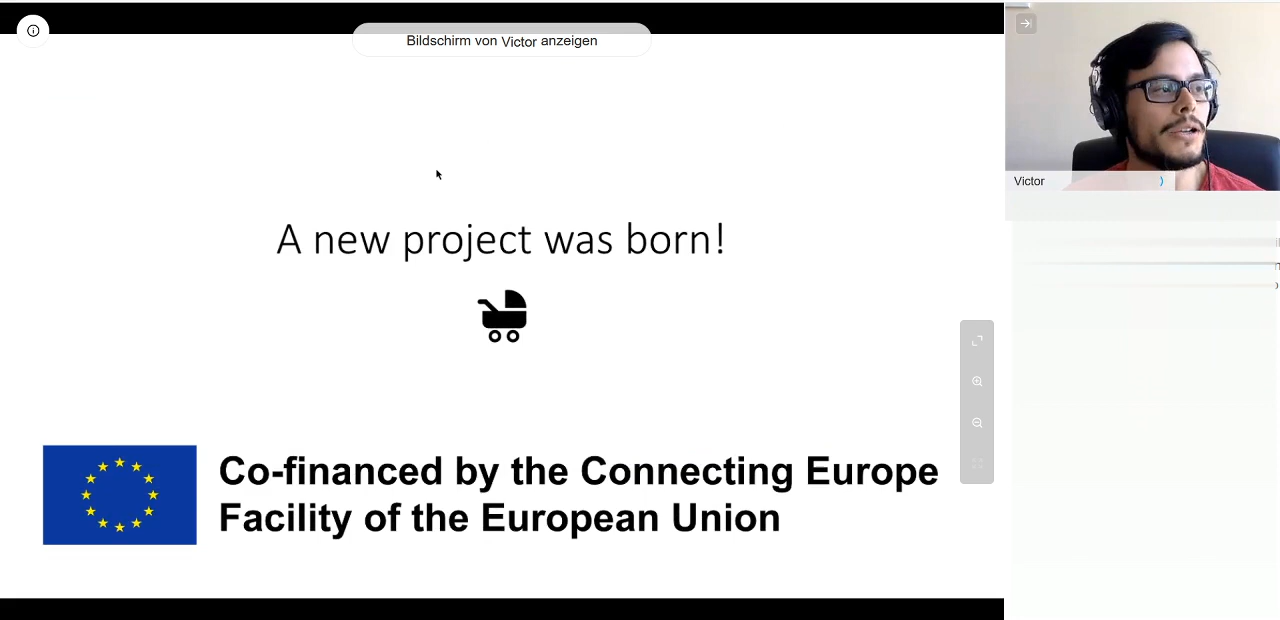 Bildschirm von Victor anzeigen
Victor
A new project was born!
Co-financed by the Connecting Europe
Facility of the European Union